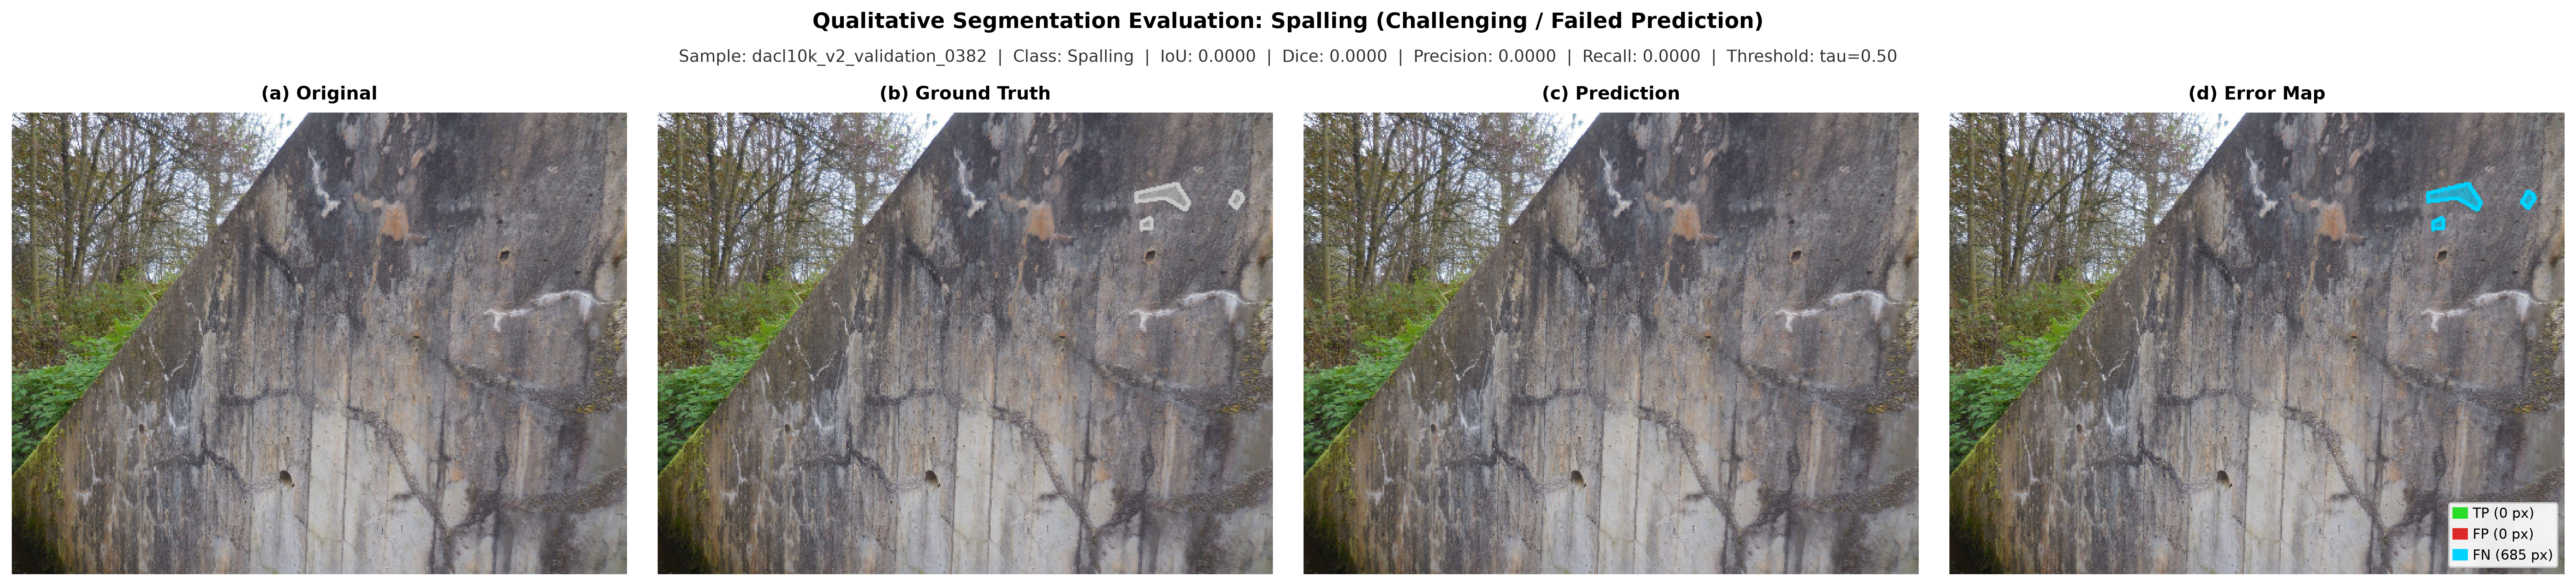 Qualitative Segmentation Evaluation: Spalling (Challenging / Failed Prediction)
Sample: dacl10k_v2_validation_0382 | Class: Spalling | IoU: 0.0000 | Dice: 0.0000 | Precision: 0.0000 | Recall: 0.0000 | Threshold: tau=0.50
(a) Original
(b) Ground Truth
(c) Prediction
(d) Error Map
TP (0 px)
FP (0 px)
FN (685 px)